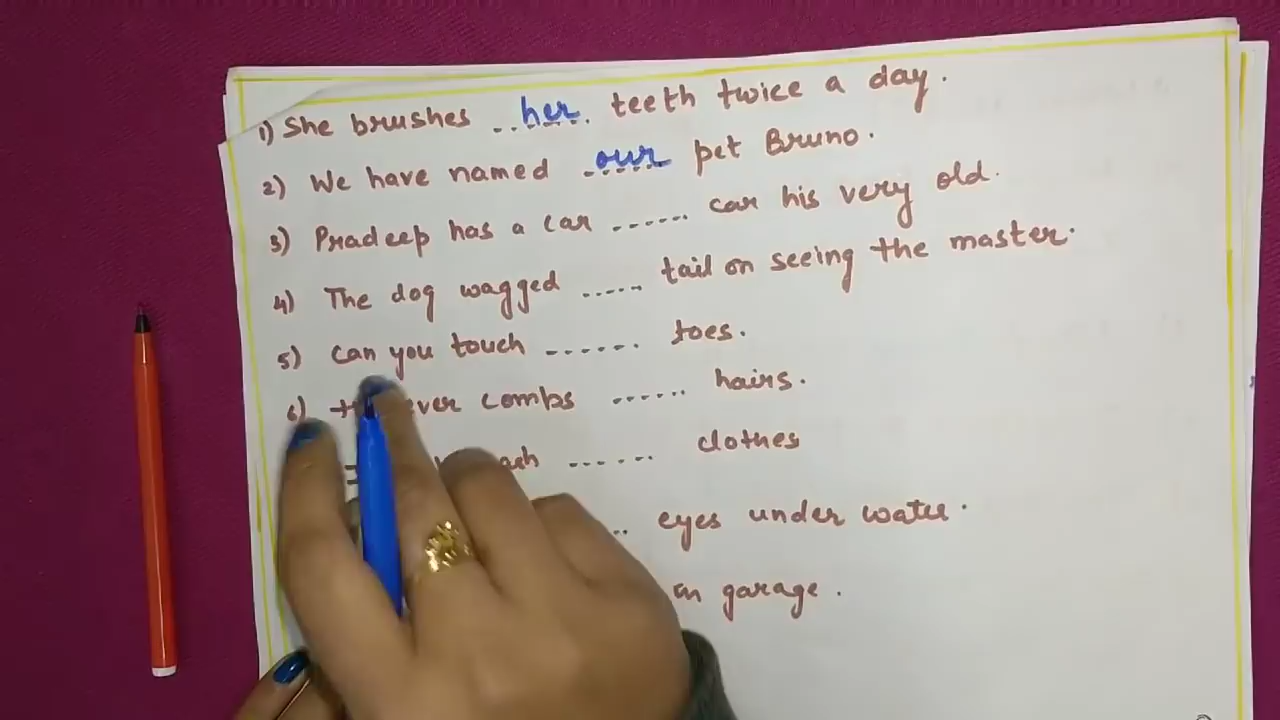 1) She brushes ..her.. teeth twice a day.
2) We have named ..our.. pet Bruno.
3) Pradeep has a car ...... car his very old.
4) The dog wagged ..... tail on seeing the master.
5) Can you touch ...... toes.
6) combs ...... hairs.
...... clothes
eyes under water.
in garage.